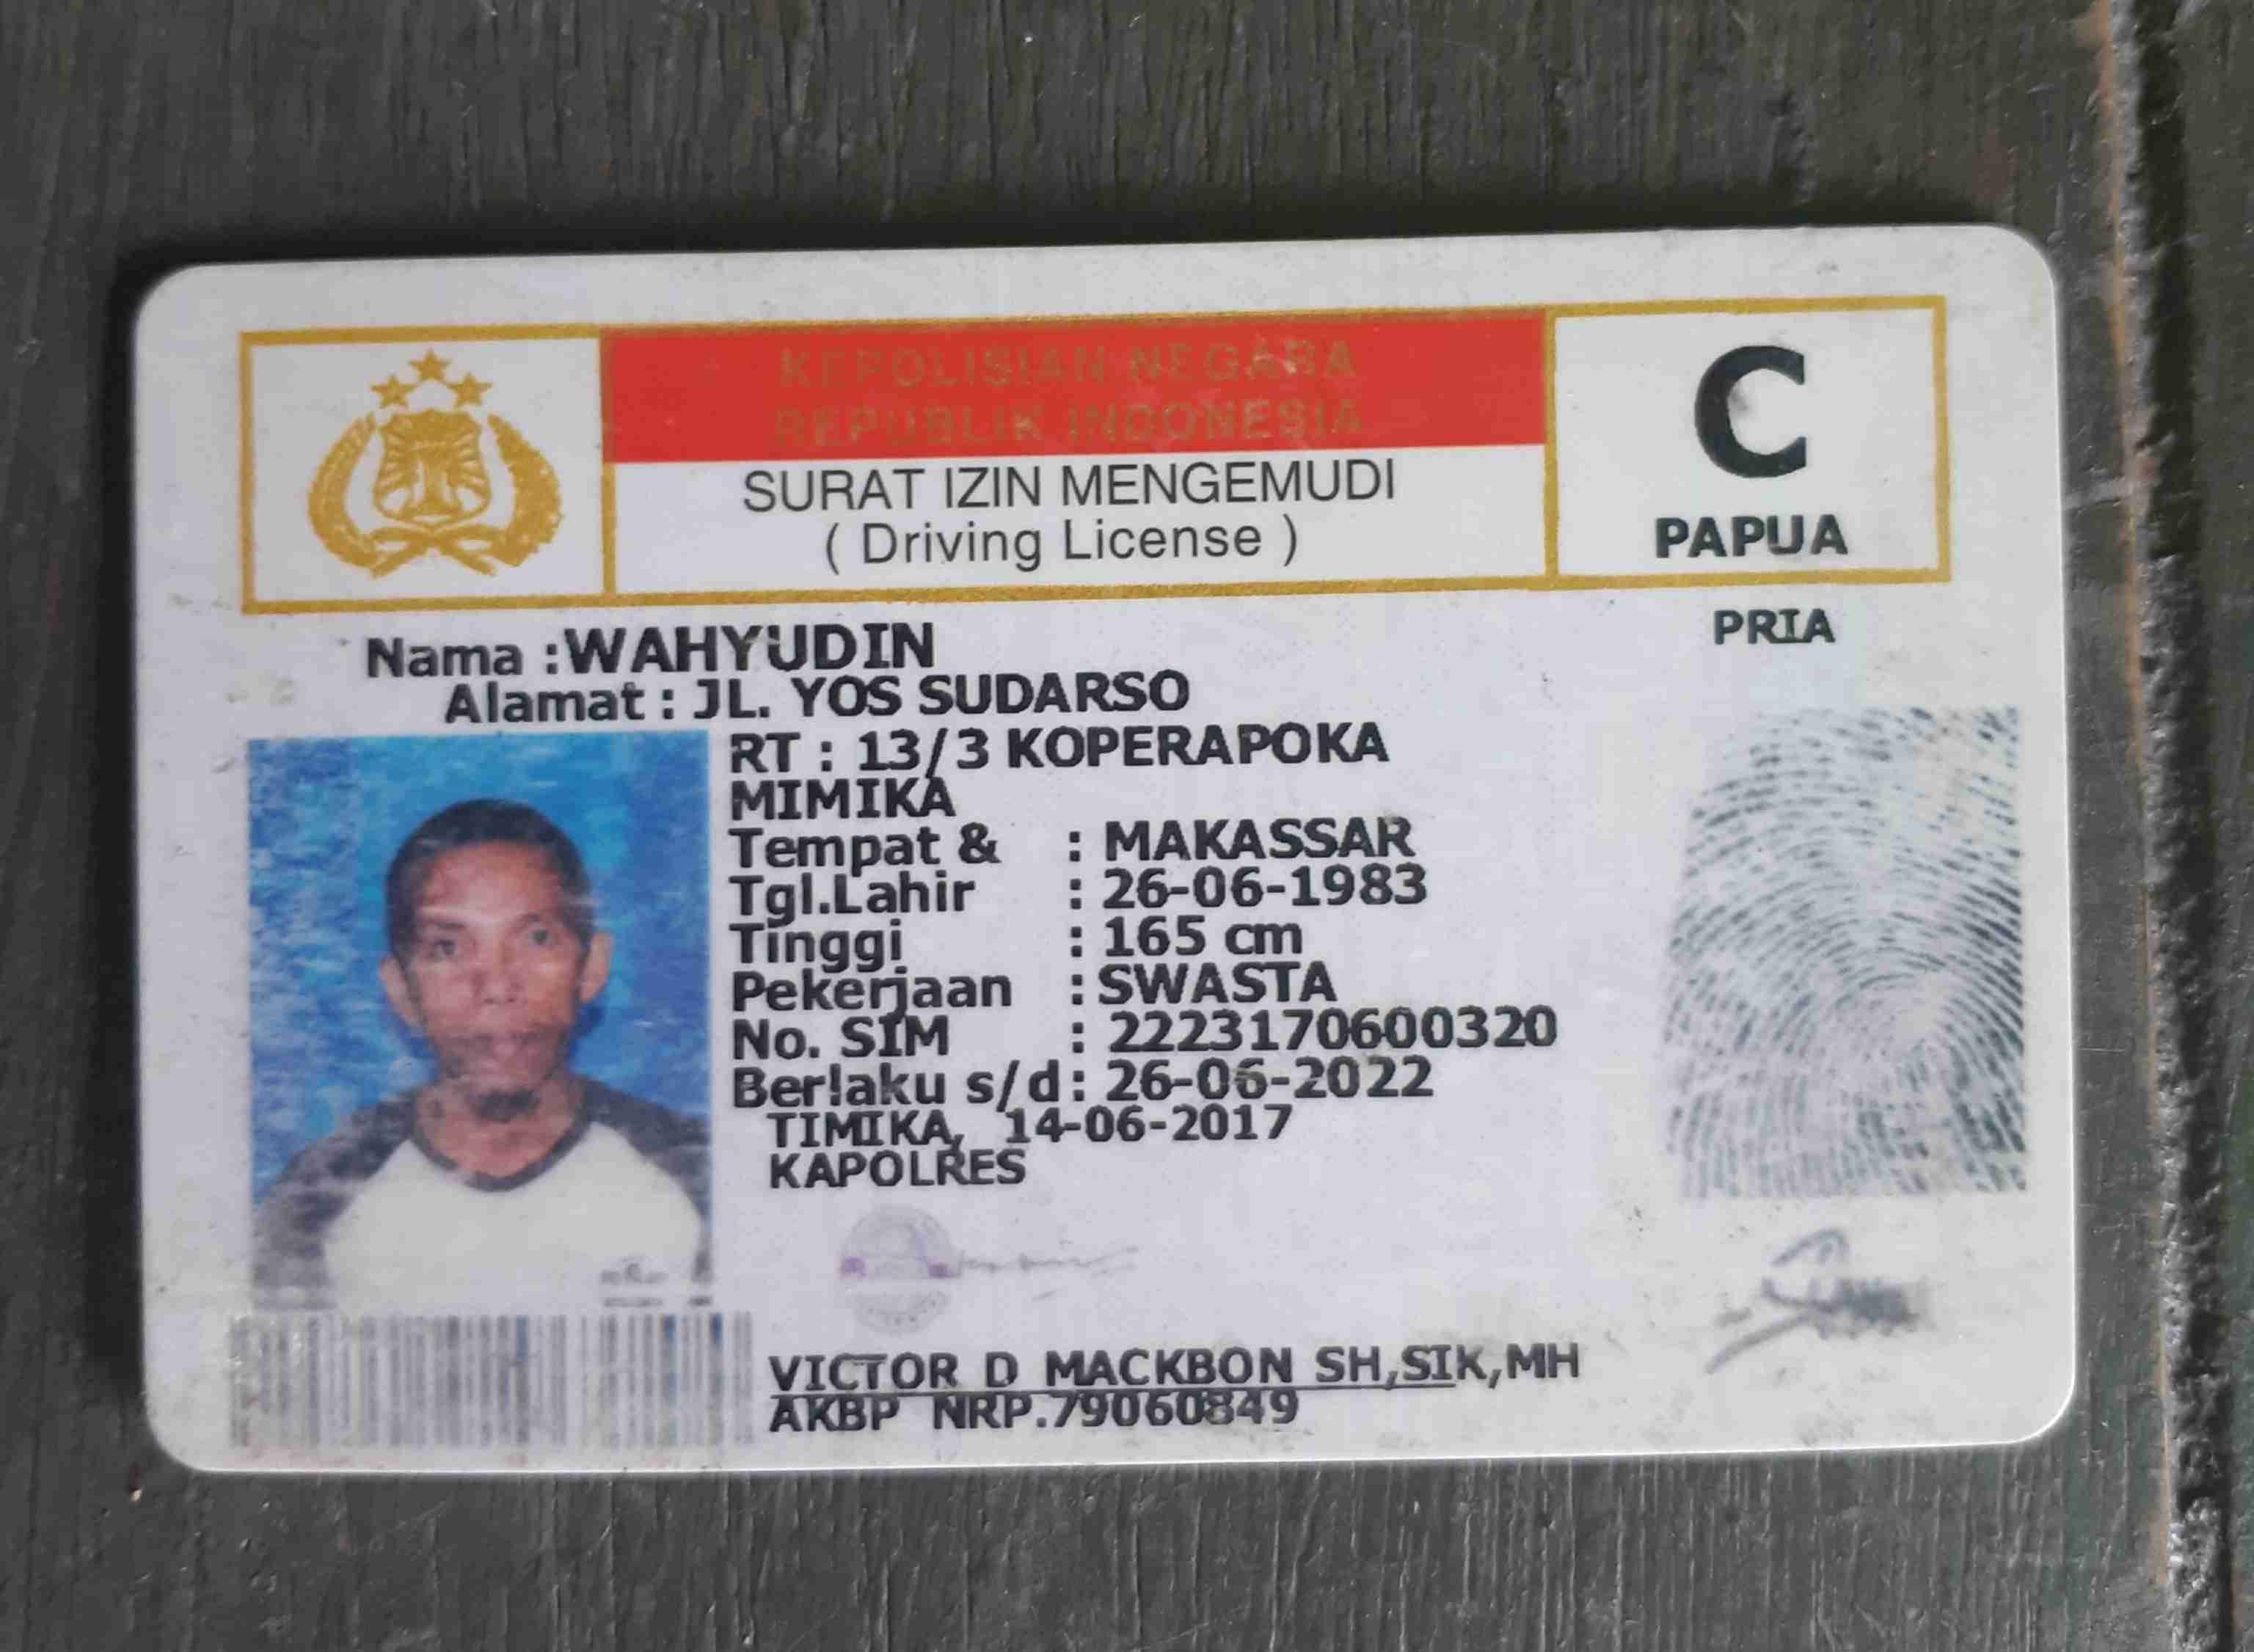 KEPOLISIAN NEGARA
REPUBLIK INDONESIA
SURAT IZIN MENGEMUDI
( Driving License )
C
PAPUA
PRIA
Nama :WAHYUDIN
Alamat : JL. YOS SUDARSO
RT : 13/3 KOPERAPOKA
MIMIKA
Tempat & : MAKASSAR
Tgl.Lahir : 26-06-1983
Tinggi : 165 cm
Pekerjaan : SWASTA
No. SIM : 2223170600320
Berlaku s/d : 26-06-2022
TIMIKA, 14-06-2017
KAPOLRES
VICTOR D MACKBON SH,SIK,MH
AKBP NRP.79060849